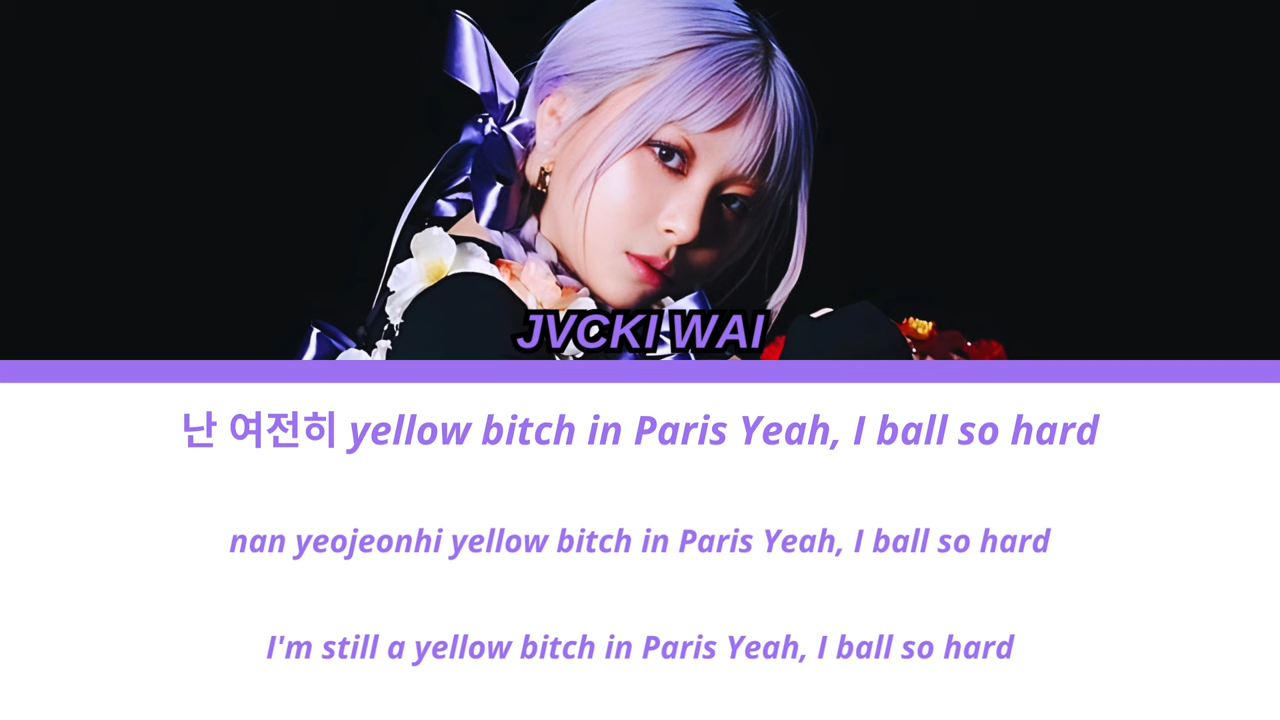 JVCKI WAI
난 여전히 yellow bitch in Paris Yeah, I ball so hard
nan yeojeonhi yellow bitch in Paris Yeah, I ball so hard
I'm still a yellow bitch in Paris Yeah, I ball so hard